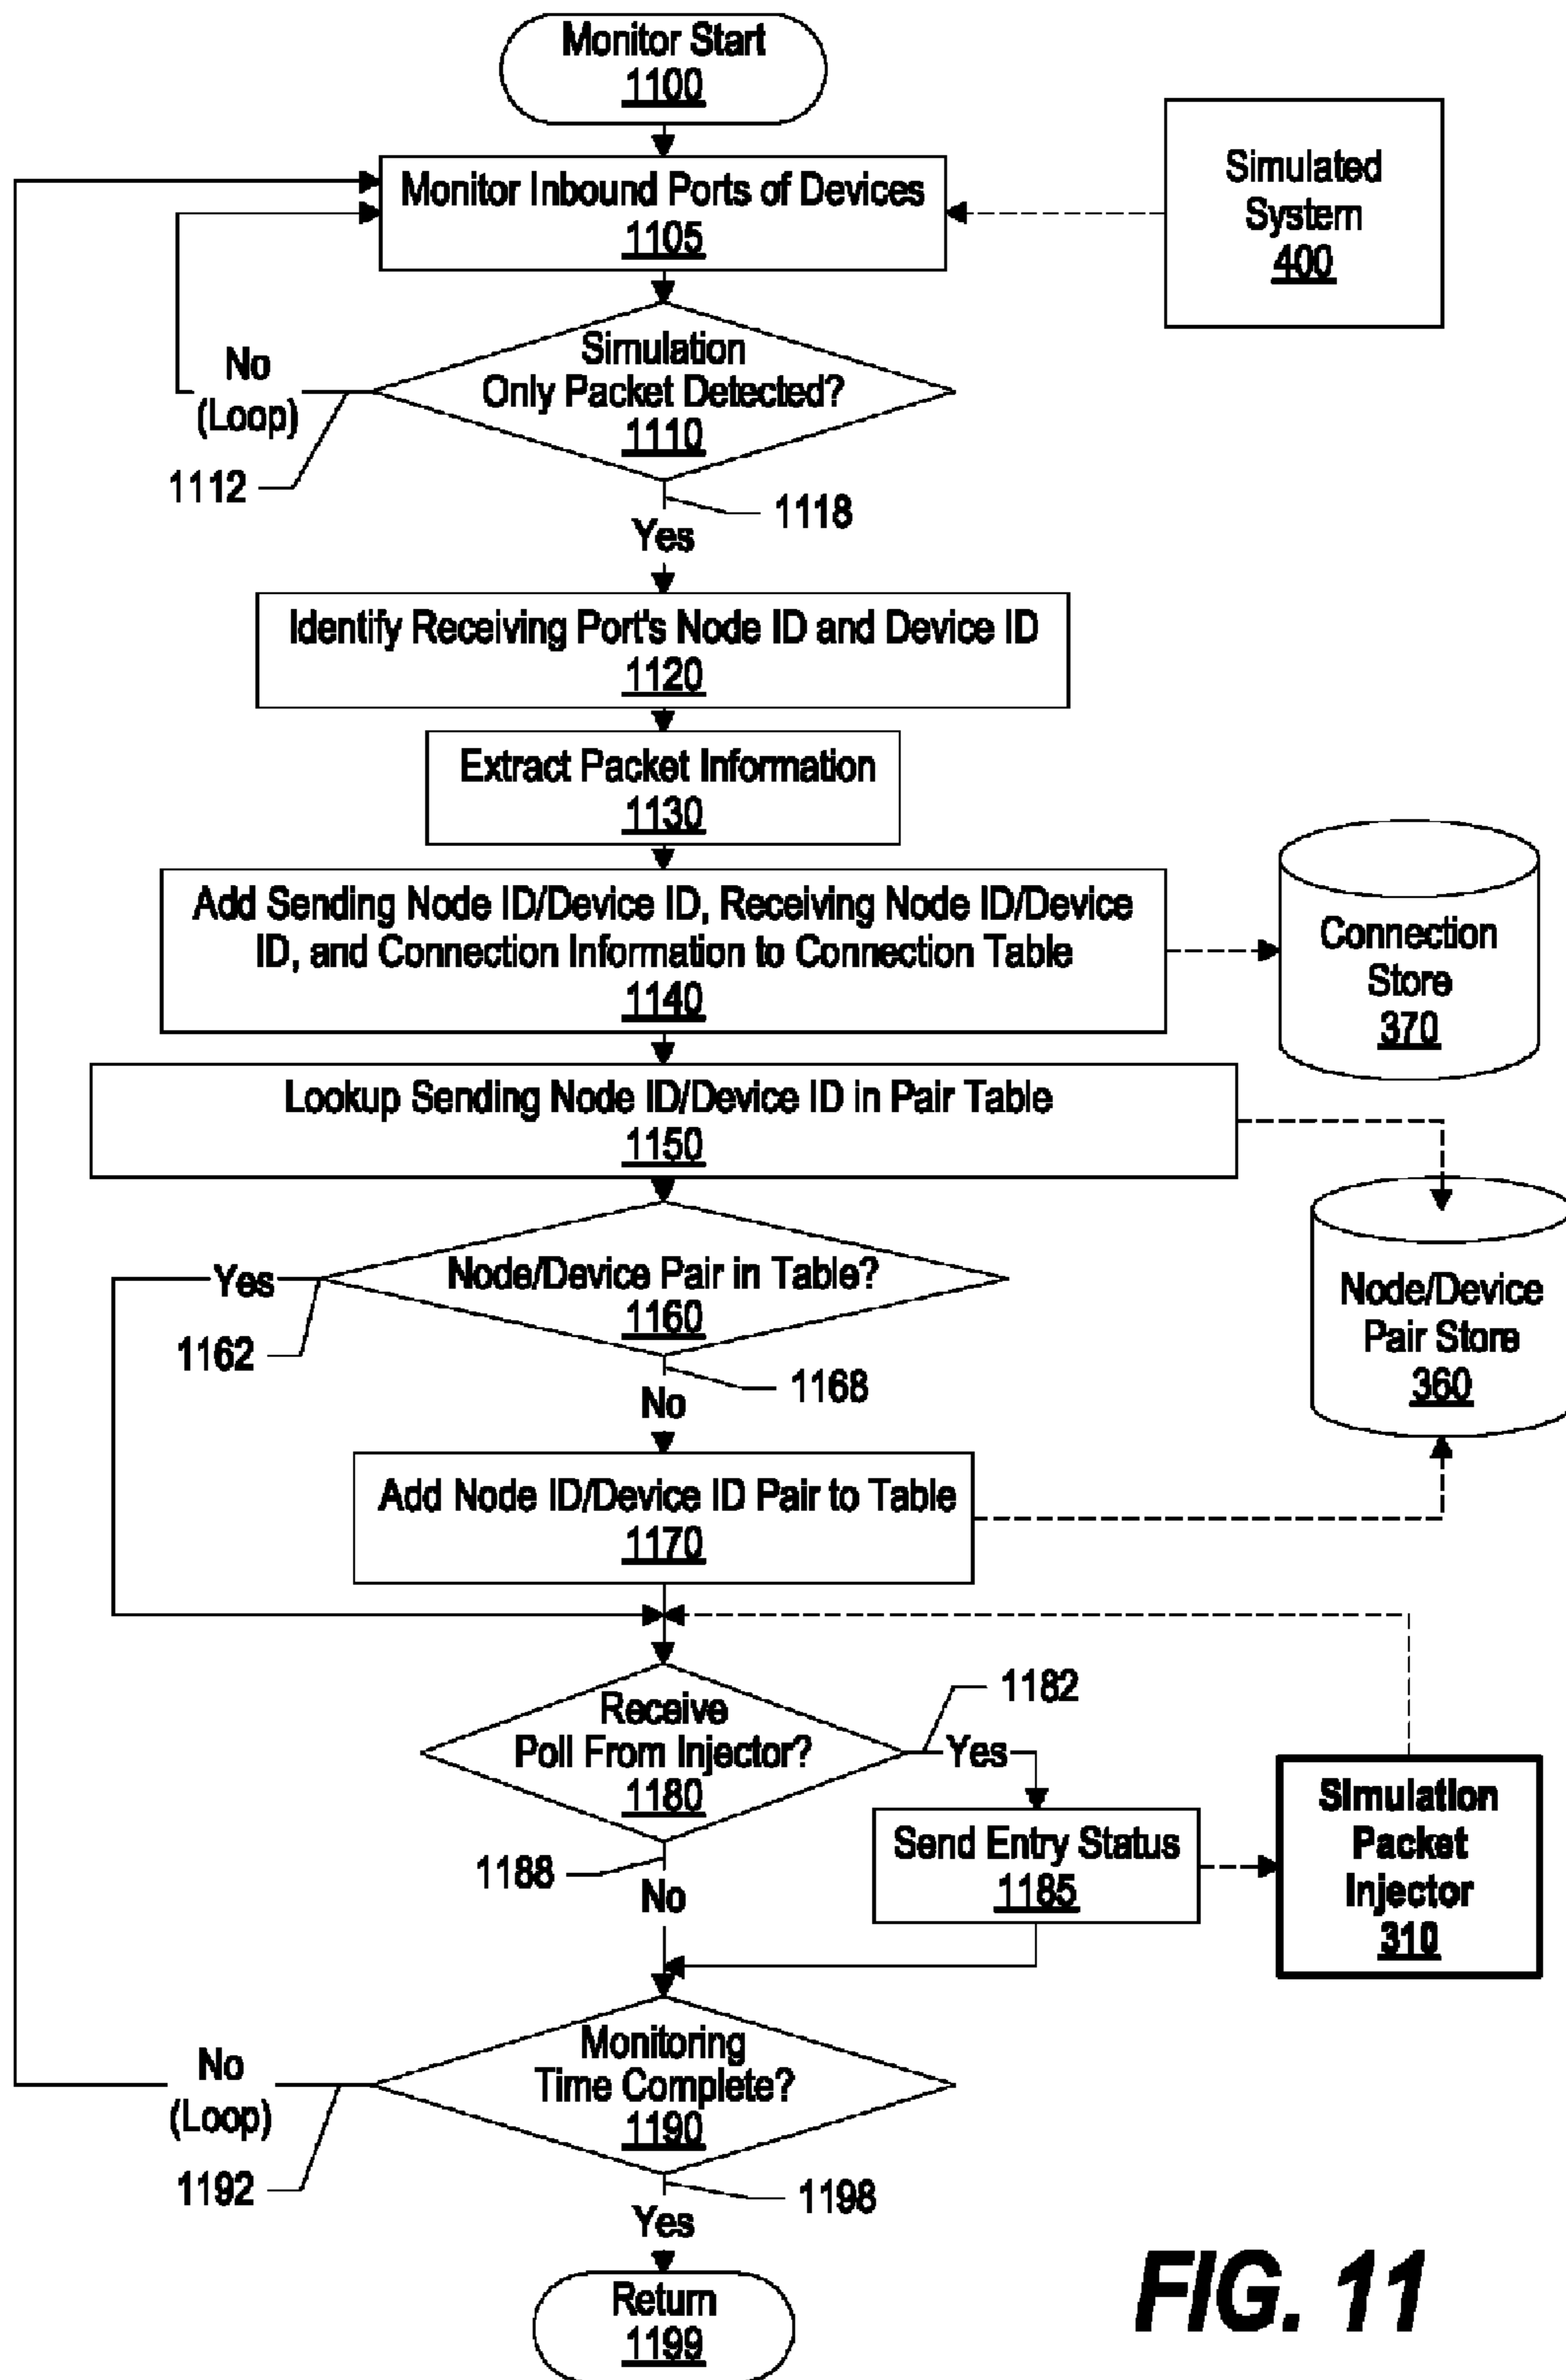 Monitor Start
1100
Monitor Inbound Ports of Devices
1105
Simulated
System
400
Simulation
Only Packet Detected?
1110
No
(Loop)
1112
1118
Yes
Identify Receiving Port's Node ID and Device ID
1120
Extract Packet Information
1130
Add Sending Node ID/Device ID, Receiving Node ID/Device
ID, and Connection Information to Connection Table
1140
Connection
Store
370
Lookup Sending Node ID/Device ID in Pair Table
1150
Node/Device Pair in Table?
1160
Yes
1162
1168
No
Node/Device
Pair Store
360
Add Node ID/Device ID Pair to Table
1170
Receive
Poll From Injector?
1180
1182
Yes
1188
No
Send Entry Status
1185
Simulation
Packet
Injector
310
Monitoring
Time Complete?
1190
No
(Loop)
1192
1198
Yes
Return
1199
FIG. 11